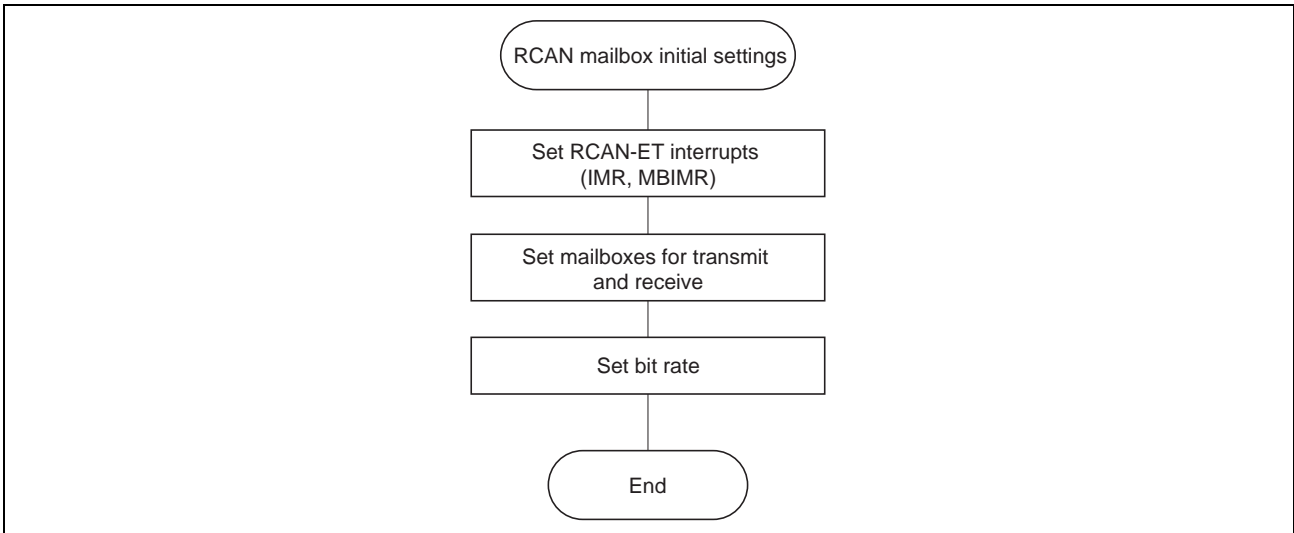 RCAN mailbox initial settings
Set RCAN-ET interrupts
(IMR, MBIMR)
Set mailboxes for transmit
and receive
Set bit rate
End